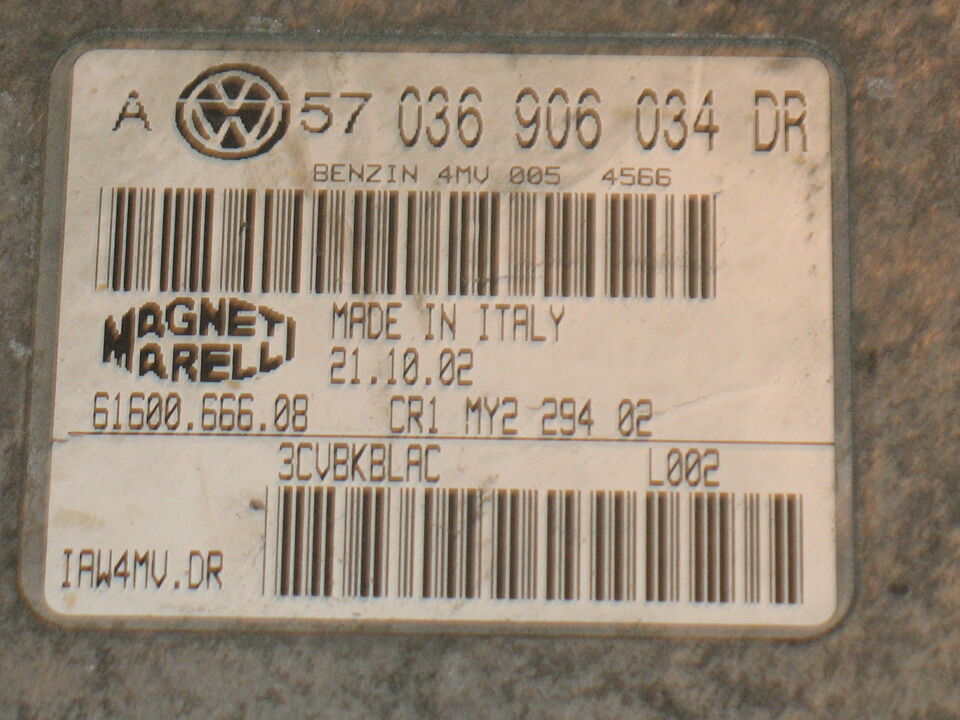 A VW 57 036 906 034 DR
BENZIN 4MV 005 4566
MAGNETI MARELLI
MADE IN ITALY
21.10.02
61600.666.08 CR1 MY2 294 02
3CVBKBLAC L002
IAW4MV.DR